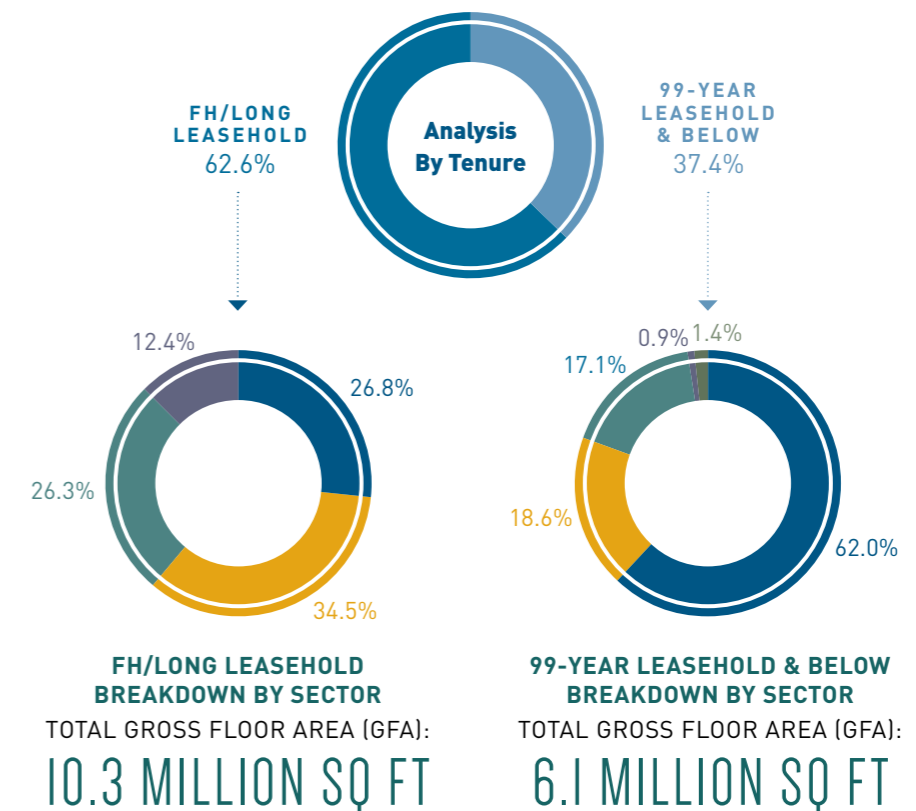 Analysis
By Tenure
FH/LONG
LEASEHOLD
62.6%
99-YEAR
LEASEHOLD
& BELOW
37.4%
12.4%
26.8%
26.3%
34.5%
0.9%
1.4%
17.1%
18.6%
62.0%
FH/LONG LEASEHOLD
BREAKDOWN BY SECTOR
TOTAL GROSS FLOOR AREA (GFA):
10.3 MILLION SQ FT
99-YEAR LEASEHOLD & BELOW
BREAKDOWN BY SECTOR
TOTAL GROSS FLOOR AREA (GFA):
6.1 MILLION SQ FT